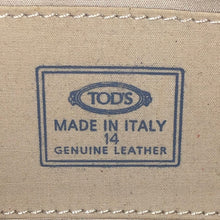 TOD'S
MADE IN ITALY
14
GENUINE LEATHER